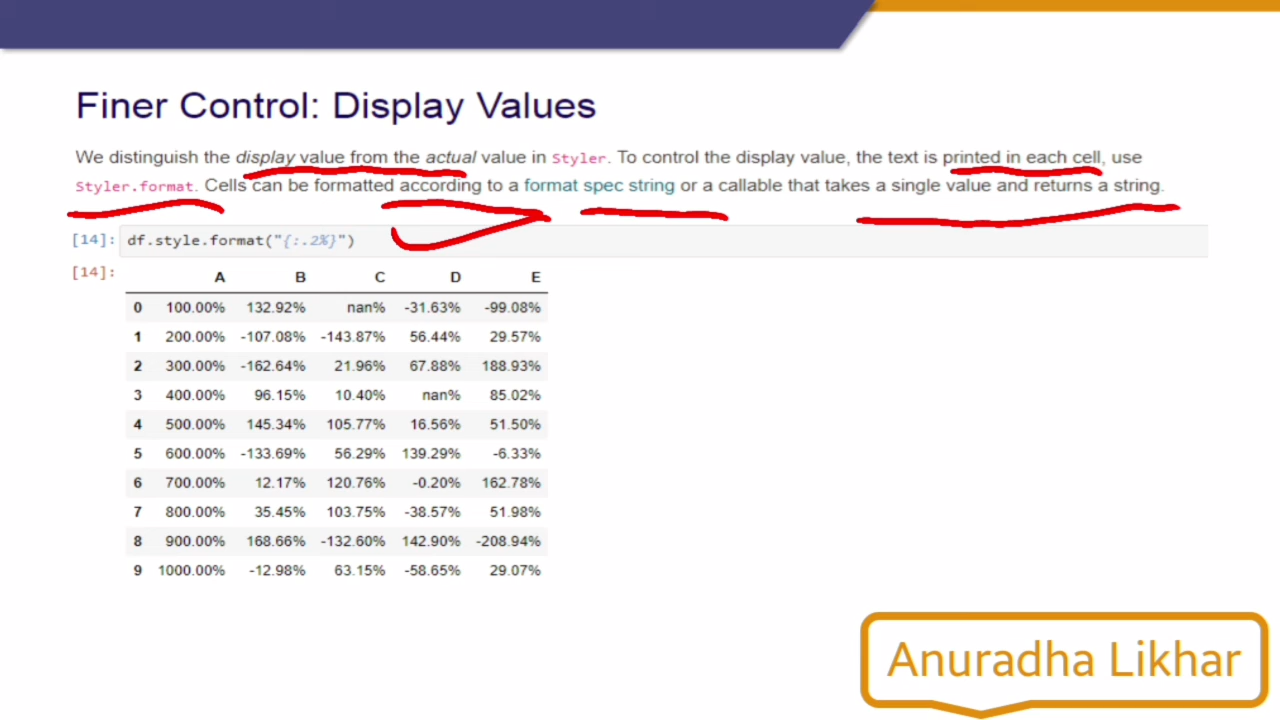 Finer Control: Display Values
We distinguish the display value from the actual value in Styler. To control the display value, the text is printed in each cell, use
Styler.format. Cells can be formatted according to a format spec string or a callable that takes a single value and returns a string.
[14]: df.style.format("{:.2%}")
[14]: A B C D E
0 100.00% 132.92% nan% -31.63% -99.08%
1 200.00% -107.08% -143.87% 56.44% 29.57%
2 300.00% -162.64% 21.96% 67.88% 188.93%
3 400.00% 96.15% 10.40% nan% 85.02%
4 500.00% 145.34% 105.77% 16.56% 51.50%
5 600.00% -133.69% 56.29% 139.29% -6.33%
6 700.00% 12.17% 120.76% -0.20% 162.78%
7 800.00% 35.45% 103.75% -38.57% 51.98%
8 900.00% 168.66% -132.60% 142.90% -208.94%
9 1000.00% -12.98% 63.15% -58.65% 29.07%
Anuradha Likhar